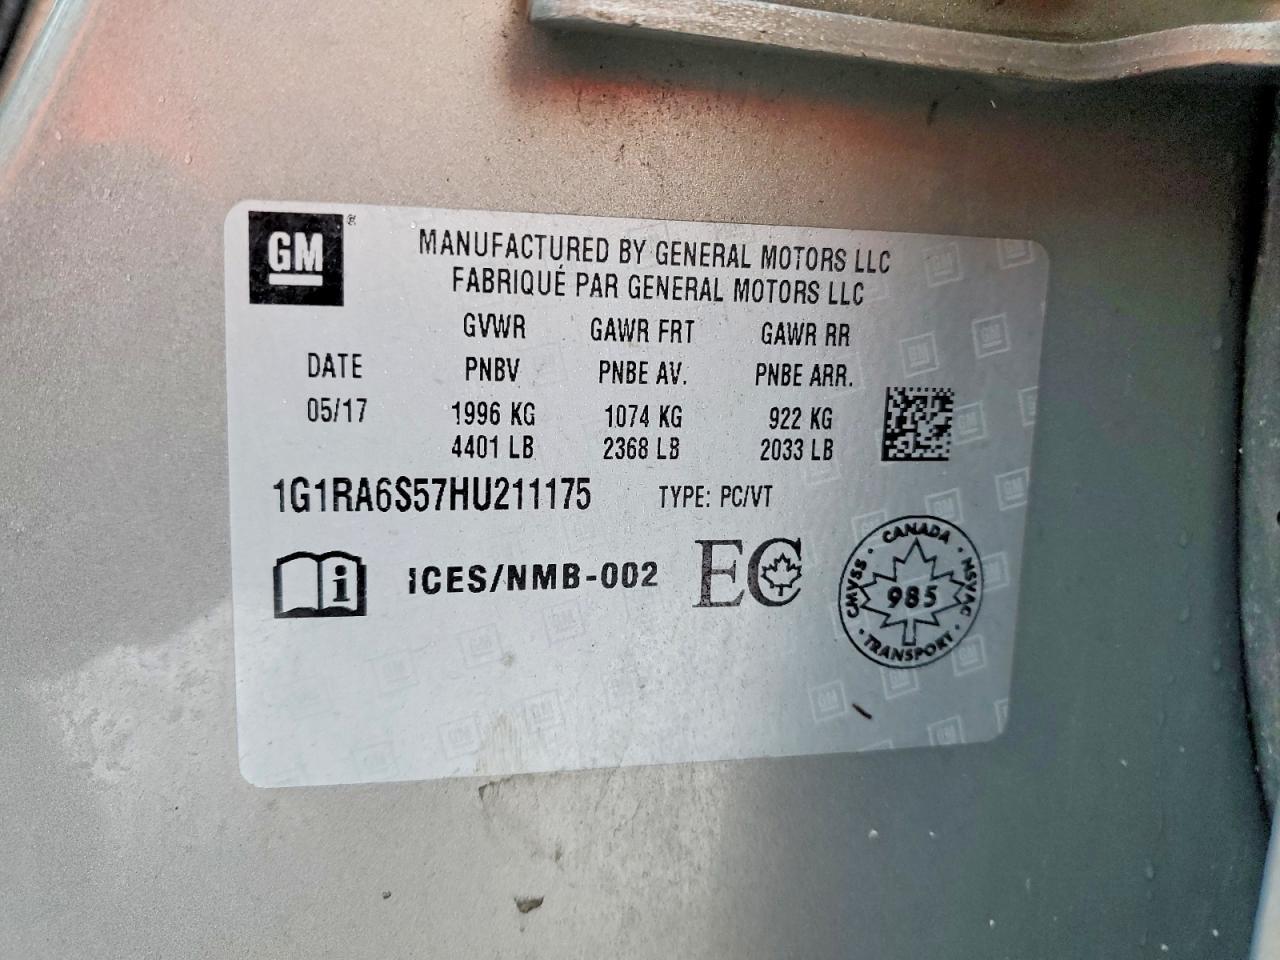 GM ®
MANUFACTURED BY GENERAL MOTORS LLC
FABRIQUÉ PAR GENERAL MOTORS LLC
GVWR GAWR FRT GAWR RR
DATE PNBV PNBE AV. PNBE ARR.
05/17 1996 KG 1074 KG 922 KG
4401 LB 2368 LB 2033 LB
1G1RA6S57HU211175 TYPE: PC/VT
i ICES/NMB-002 EC
CANADA
CMVSS 985 NSVAC
TRANSPORT